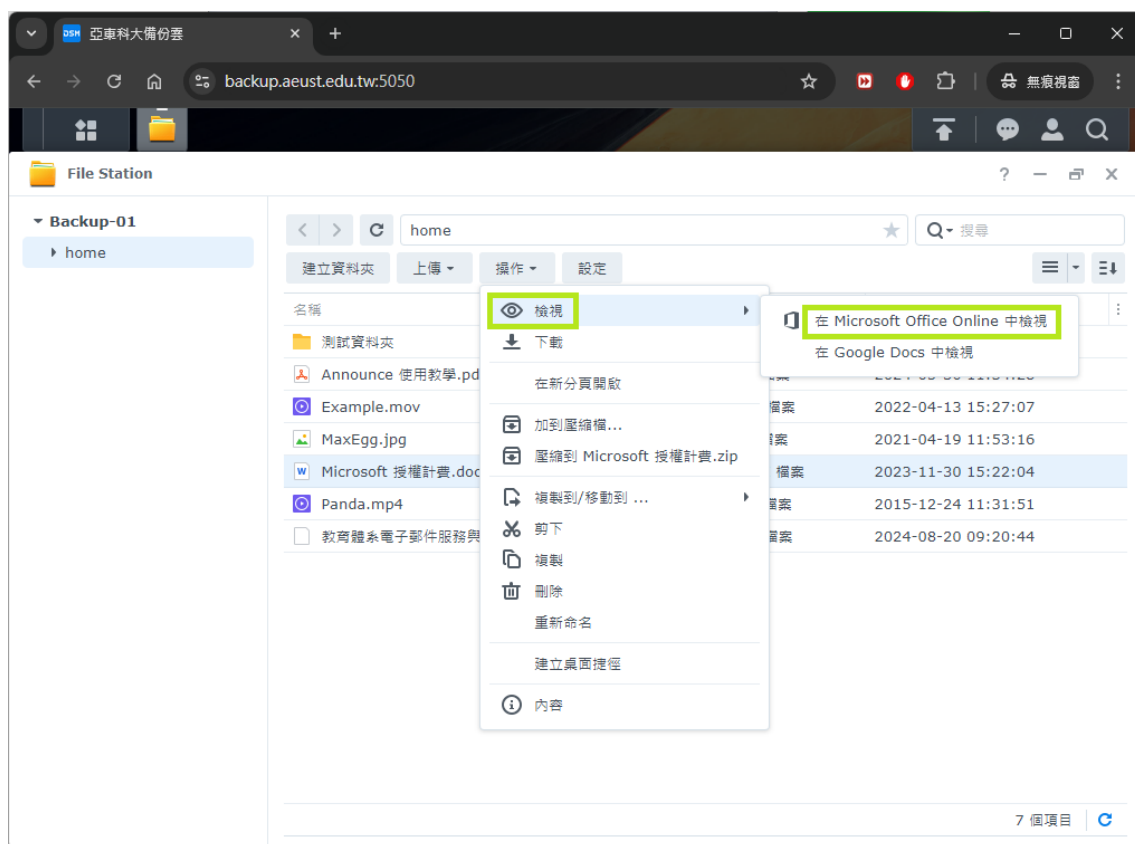 DSM 亞東科大備份雲
backup.aeust.edu.tw:5050
無痕視窗
File Station
Backup-01
home
home
搜尋
建立資料夾 上傳 操作 設定
名稱
測試資料夾
Announce 使用教學.pd
Example.mov 檔案 2022-04-13 15:27:07
MaxEgg.jpg 檔案 2021-04-19 11:53:16
Microsoft 授權計費.doc 檔案 2023-11-30 15:22:04
Panda.mp4 檔案 2015-12-24 11:31:51
教育體系電子郵件服務與 檔案 2024-08-20 09:20:44
檢視
下載
在新分頁開啟
加到壓縮檔...
壓縮到 Microsoft 授權計費.zip
複製到/移動到 ...
剪下
複製
刪除
重新命名
建立桌面捷徑
內容
在 Microsoft Office Online 中檢視
在 Google Docs 中檢視
7 個項目